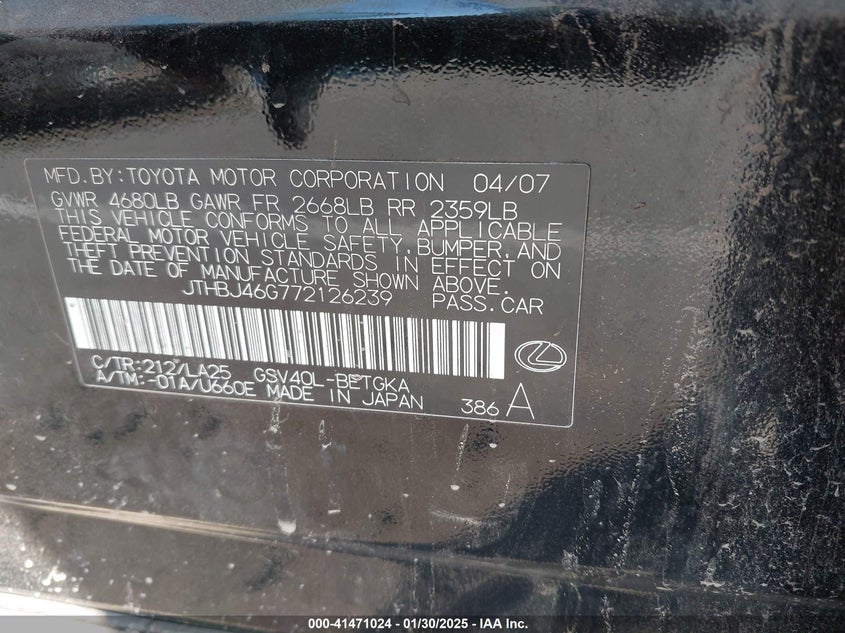 MFD.BY:TOYOTA MOTOR CORPORATION 04/07
GVWR 4680LB GAWR FR 2668LB RR 2359LB
THIS VEHICLE CONFORMS TO ALL APPLICABLE
FEDERAL MOTOR VEHICLE SAFETY,BUMPER,AND
THEFT PREVENTION STANDARDS IN EFFECT ON
THE DATE OF MANUFACTURE SHOWN ABOVE.
JTHBJ46G772126239 PASS.CAR
C/TR:212/LA25 GSV40L-BETGKA
A/TM:-01A/U660E MADE IN JAPAN 386 A
000-41471024 — 01/30/2025 — IAA Inc.